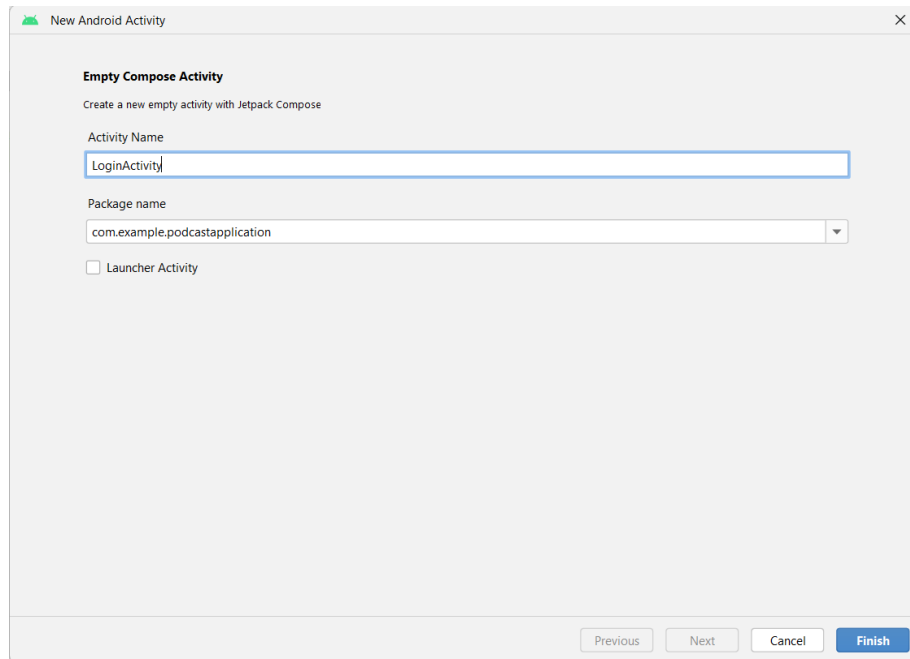 New Android Activity
Empty Compose Activity
Create a new empty activity with Jetpack Compose
Activity Name
LoginActivity
Package name
com.example.podcastapplication
Launcher Activity
Previous Next Cancel Finish